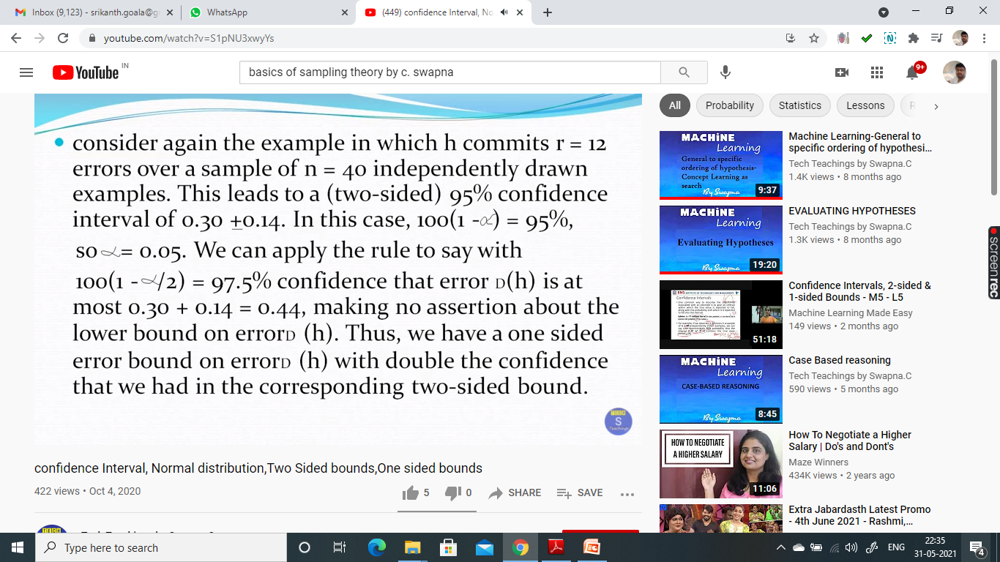 Inbox (9,123) - srikanth.goala@g
WhatsApp
(449) confidence Interval, No
youtube.com/watch?v=S1pNU3xwyYs
YouTube IN
basics of sampling theory by c. swapna
9+
• consider again the example in which h commits r = 12
errors over a sample of n = 40 independently drawn
examples. This leads to a (two-sided) 95% confidence
interval of 0.30 ±0.14. In this case, 100(1 -α) = 95%,
so α= 0.05. We can apply the rule to say with
100(1 -α/2) = 97.5% confidence that error D(h) is at
most 0.30 + 0.14 = 0.44, making no assertion about the
lower bound on errorD (h). Thus, we have a one sided
error bound on errorD (h) with double the confidence
that we had in the corresponding two-sided bound.
S
confidence Interval, Normal distribution,Two Sided bounds,One sided bounds
422 views • Oct 4, 2020
5
0
SHARE
SAVE
TECH
All
Probability
Statistics
Lessons
MACHiNE
Learning
General to specific
ordering of hypothesis-
Concept Learning as
search
By Swapna
9:37
Machine Learning-General to
specific ordering of hypothesi...
Tech Teachings by Swapna.C
1.4K views • 8 months ago
MACHiNE
Learning
Evaluating Hypotheses
By Swapna
19:20
EVALUATING HYPOTHESES
Tech Teachings by Swapna.C
1.3K views • 8 months ago
Confidence Intervals
51:18
Confidence Intervals, 2-sided &
1-sided Bounds - M5 - L5
Machine Learning Made Easy
149 views • 2 months ago
MACHiNE
Learning
CASE-BASED REASONING
By Swapna
8:45
Case Based reasoning
Tech Teachings by Swapna.C
590 views • 5 months ago
HOW TO NEGOTIATE
A HIGHER SALARY
11:06
How To Negotiate a Higher
Salary | Do's and Dont's
Maze Winners
434K views • 2 years ago
Extra Jabardasth Latest Promo
- 4th June 2021 - Rashmi,...
screenrec
Type here to search
ENG
22:35
31-05-2021
4